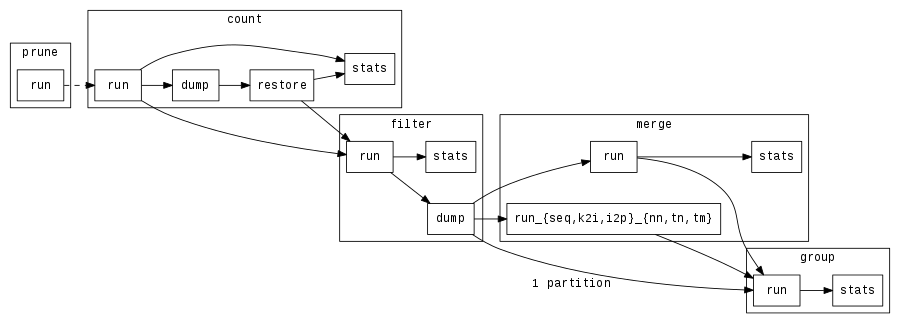 count
prune
stats
run
run
dump
restore
filter
merge
run
stats
run
stats
dump
run_{seq,k2i,i2p}_{nn,tn,tm}
group
1 partition
run
stats